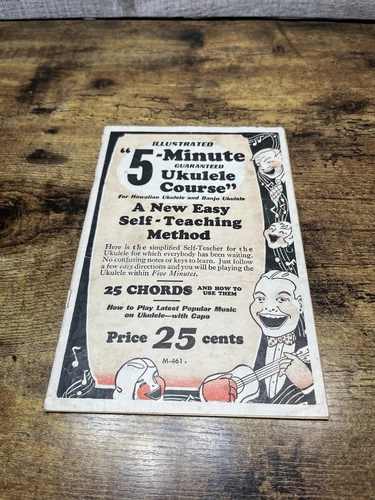 ILLUSTRATED
"5-Minute
GUARANTEED
Ukulele
Course"
For Hawaiian Ukulele and Banjo Ukulele
A New Easy
Self-Teaching
Method
Here is the simplified Self-Teacher for the
Ukulele for which everybody has been waiting.
No confusing notes or keys to learn. Just follow
a few easy directions and you will be playing the
Ukulele within Five Minutes.
25 CHORDS AND HOW TO
USE THEM
How to Play Latest Popular Music
on Ukulele—with Capo
Price 25 cents
M-461.